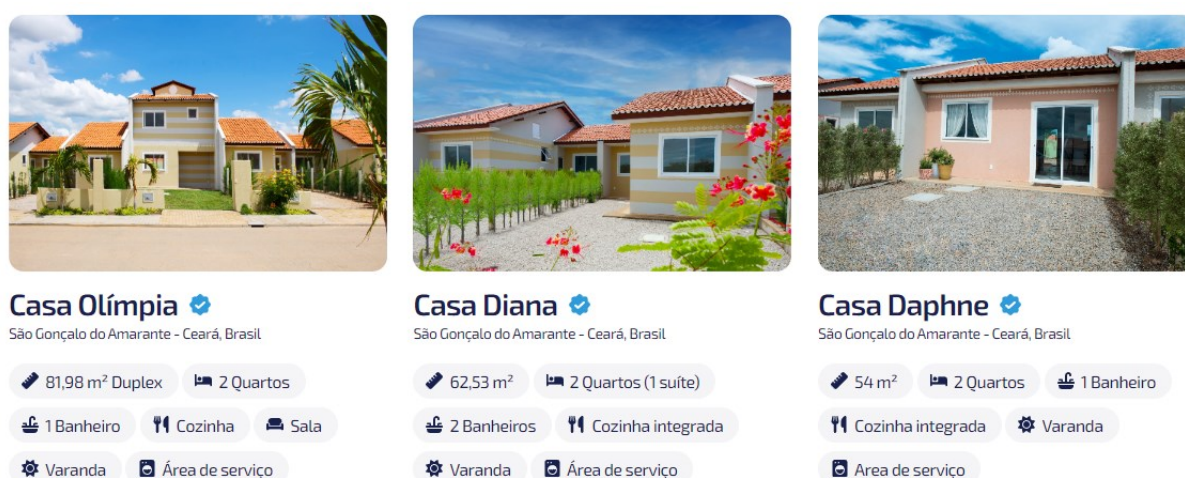 Casa Olímpia
São Gonçalo do Amarante - Ceará, Brasil
81,98 m² Duplex
2 Quartos
1 Banheiro
Cozinha
Sala
Varanda
Área de serviço
Casa Diana
São Gonçalo do Amarante - Ceará, Brasil
62,53 m²
2 Quartos (1 suíte)
2 Banheiros
Cozinha integrada
Varanda
Área de serviço
Casa Daphne
São Gonçalo do Amarante - Ceará, Brasil
54 m²
2 Quartos
1 Banheiro
Cozinha integrada
Varanda
Area de serviço